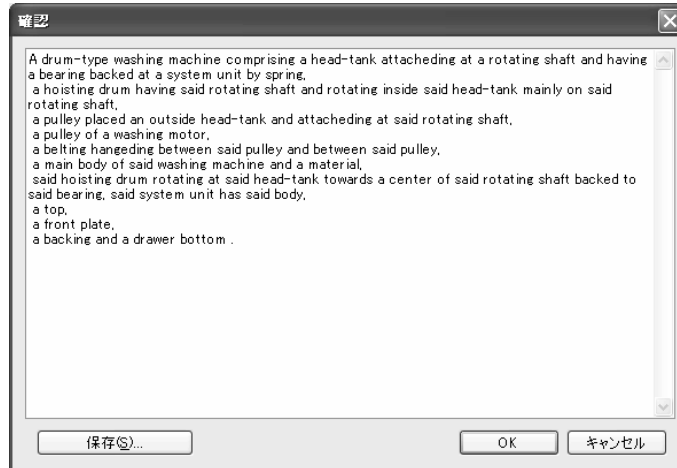 確認
A drum-type washing machine comprising a head-tank attacheding at a rotating shaft and having
a bearing backed at a system unit by spring,
a hoisting drum having said rotating shaft and rotating inside said head-tank mainly on said
rotating shaft,
a pulley placed an outside head-tank and attacheding at said rotating shaft,
a pulley of a washing motor,
a belting hangeding between said pulley and between said pulley,
a main body of said washing machine and a material,
said hoisting drum rotating at said head-tank towards a center of said rotating shaft backed to
said bearing, said system unit has said body,
a top,
a front plate,
a backing and a drawer bottom .
保存(S)... OK キャンセル